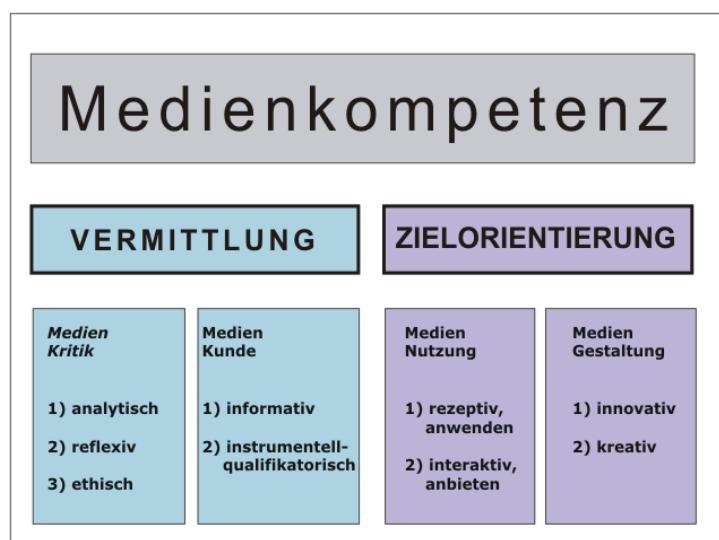 Medienkompetenz
VERMITTLUNG
ZIELORIENTIERUNG
Medien
Kritik
1) analytisch
2) reflexiv
3) ethisch
Medien
Kunde
1) informativ
2) instrumentell-
qualifikatorisch
Medien
Nutzung
1) rezeptiv,
anwenden
2) interaktiv,
anbieten
Medien
Gestaltung
1) innovativ
2) kreativ